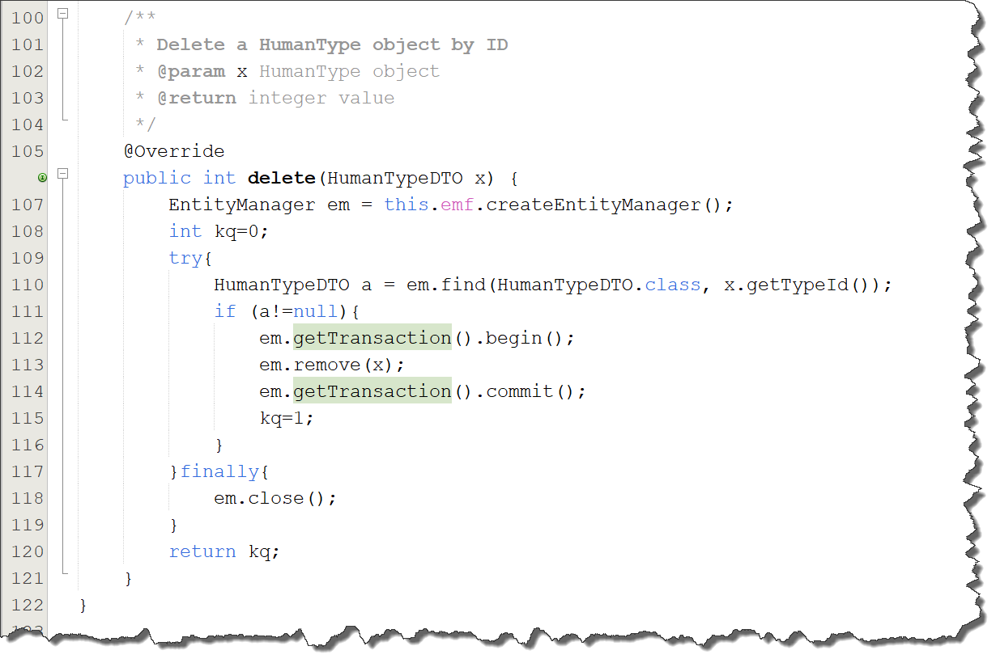 100 /**
101 * Delete a HumanType object by ID
102 * @param x HumanType object
103 * @return integer value
104 */
105 @Override
public int delete(HumanTypeDTO x) {
107 EntityManager em = this.emf.createEntityManager();
108 int kq=0;
109 try{
110 HumanTypeDTO a = em.find(HumanTypeDTO.class, x.getTypeId());
111 if (a!=null){
112 em.getTransaction().begin();
113 em.remove(x);
114 em.getTransaction().commit();
115 kq=1;
116 }
117 }finally{
118 em.close();
119 }
120 return kq;
121 }
122 }